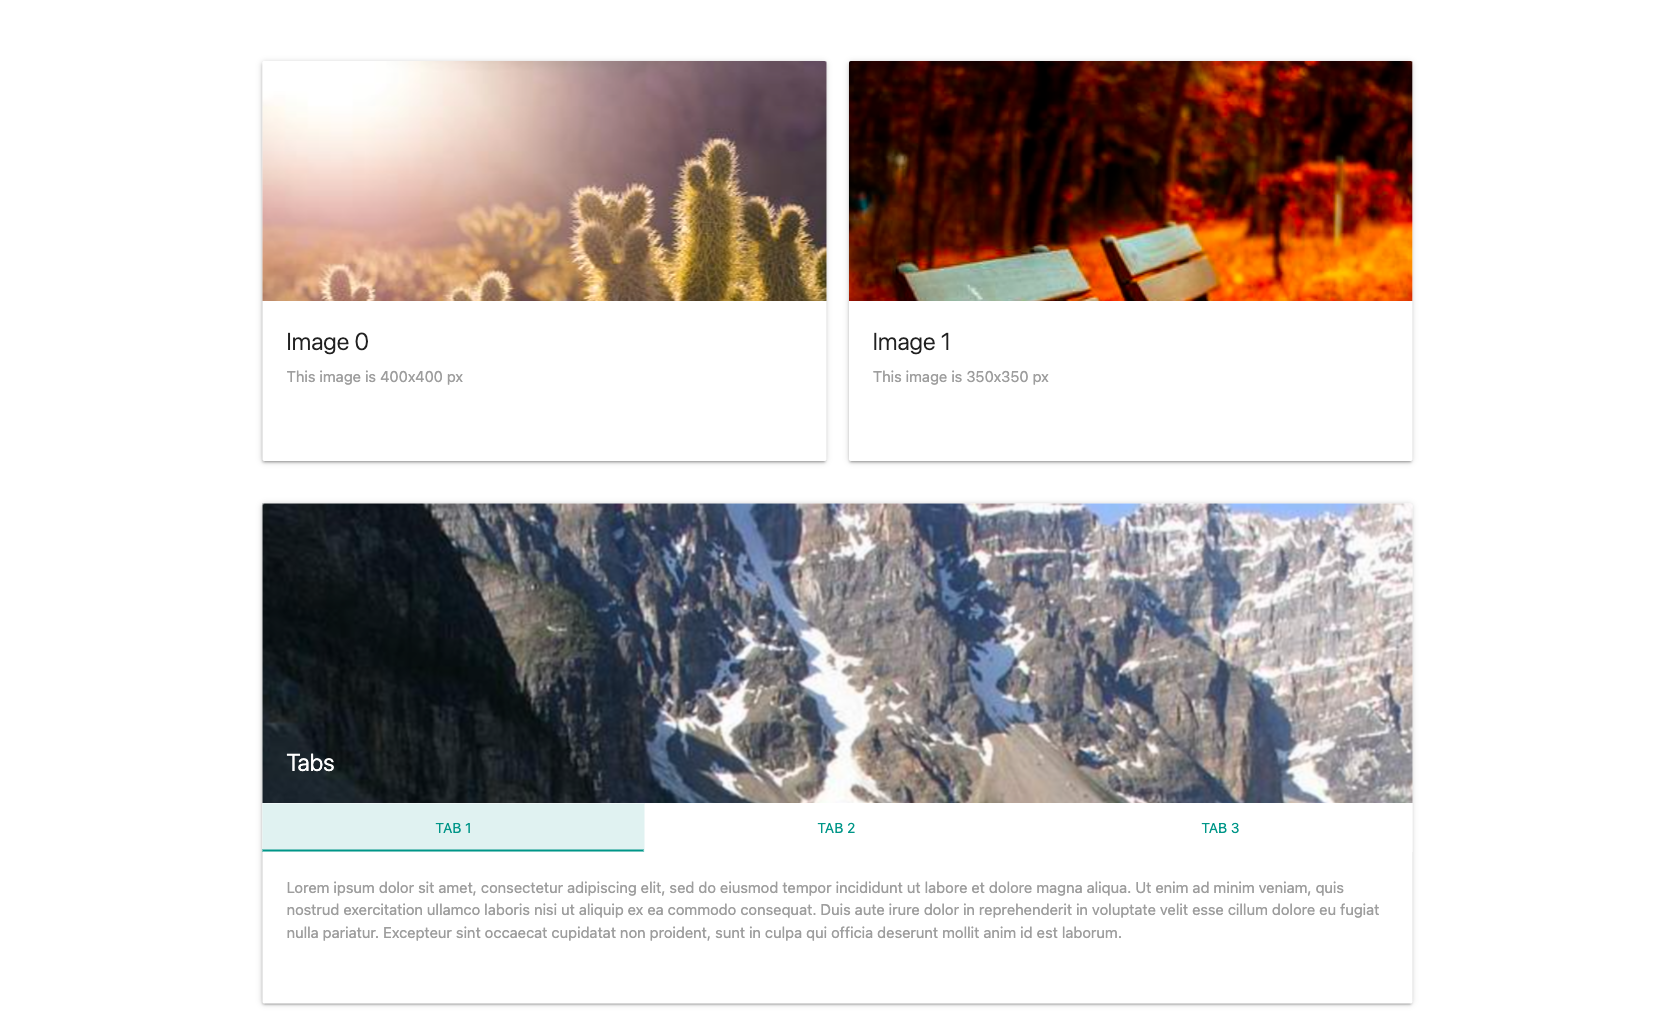 Image 0
This image is 400x400 px
Image 1
This image is 350x350 px
Tabs
TAB 1
TAB 2
TAB 3
Lorem ipsum dolor sit amet, consectetur adipiscing elit, sed do eiusmod tempor incididunt ut labore et dolore magna aliqua. Ut enim ad minim veniam, quis
nostrud exercitation ullamco laboris nisi ut aliquip ex ea commodo consequat. Duis aute irure dolor in reprehenderit in voluptate velit esse cillum dolore eu fugiat
nulla pariatur. Excepteur sint occaecat cupidatat non proident, sunt in culpa qui officia deserunt mollit anim id est laborum.